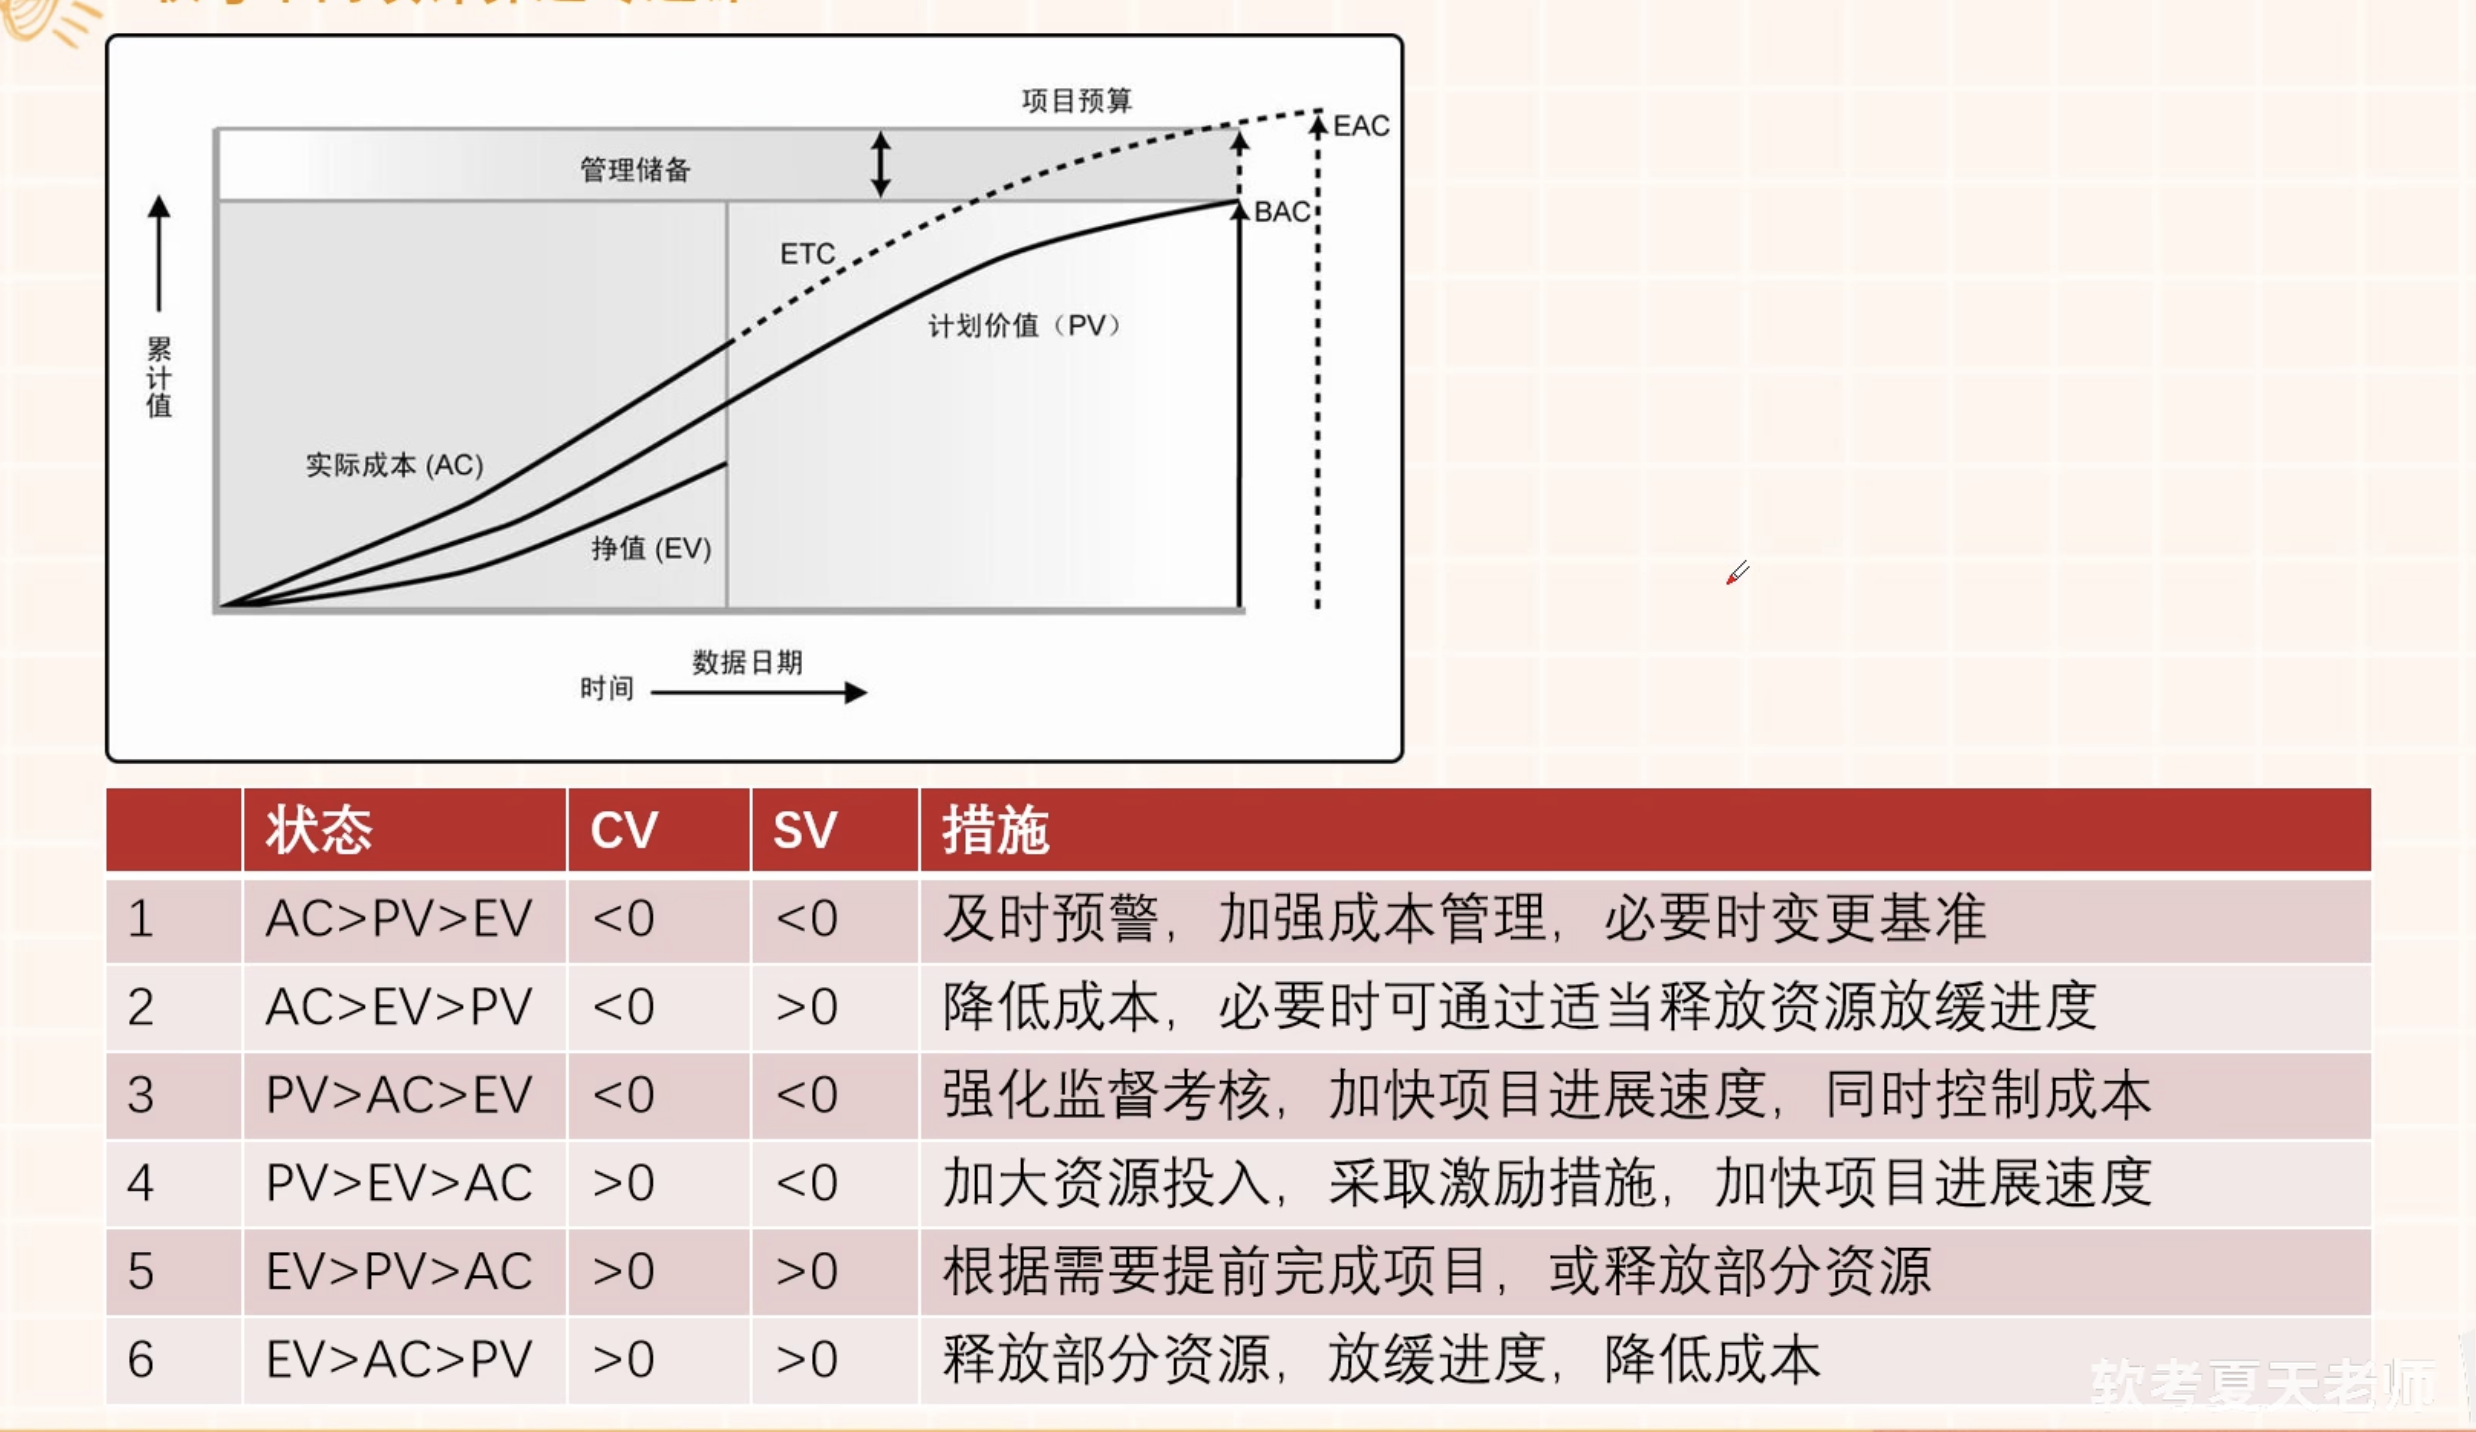 项目预算
EAC
管理储备
BAC
ETC
计划价值（PV）
累计值
实际成本 (AC)
挣值 (EV)
数据日期
时间
状态 CV SV 措施
1 AC>PV>EV <0 <0 及时预警，加强成本管理，必要时变更基准
2 AC>EV>PV <0 >0 降低成本，必要时可通过适当释放资源放缓进度
3 PV>AC>EV <0 <0 强化监督考核，加快项目进展速度，同时控制成本
4 PV>EV>AC >0 <0 加大资源投入，采取激励措施，加快项目进展速度
5 EV>PV>AC >0 >0 根据需要提前完成项目，或释放部分资源
6 EV>AC>PV >0 >0 释放部分资源，放缓进度，降低成本
软考夏天老师